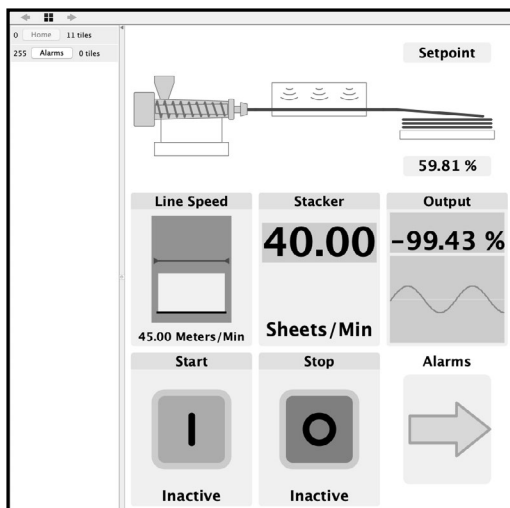 0 Home 11 tiles
255 Alarms 0 tiles
Setpoint
59.81 %
Line Speed
45.00 Meters/Min
Stacker
40.00
Sheets/Min
Output
-99.43 %
Start
Inactive
Stop
Inactive
Alarms